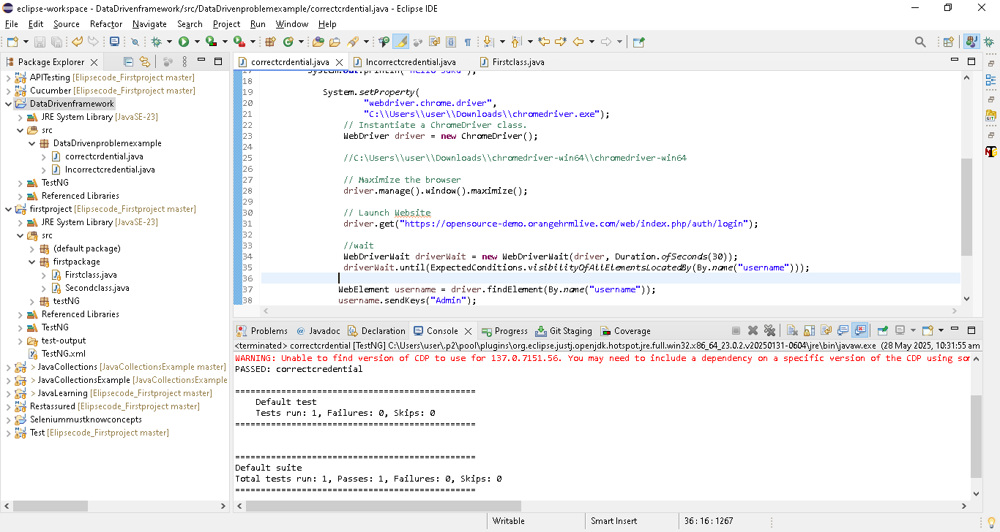 eclipse-workspace - DataDrivenframework/src/DataDrivenproblemexample/correctcrdential.java - Eclipse IDE
File Edit Source Refactor Navigate Search Project Run Window Help
Package Explorer
APITesting [Elipsecode_Firstproject master]
Cucumber [Elipsecode_Firstproject master]
DataDrivenframework
JRE System Library [JavaSE-23]
src
DataDrivenproblemexample
correctcrdential.java
Incorrectcredential.java
TestNG
Referenced Libraries
firstproject [Elipsecode_Firstproject master]
JRE System Library [JavaSE-23]
src
(default package)
firstpackage
Firstclass.java
Secondclass.java
testNG
Referenced Libraries
TestNG
test-output
TestNG.xml
> JavaCollections [JavaCollectionsExample master]
> JavaCollectionsExample [JavaCollectionsExample
> JavaLearning [Elipsecode_Firstproject master]
Restassured [Elipsecode_Firstproject master]
Seleniummustknowconcepts
Test [Elipsecode_Firstproject master]
correctcrdential.java Incorrectcredential.java Firstclass.java
17 System.out.println("Hello Saku");
18
19 System.setProperty(
20 "webdriver.chrome.driver",
21 "C:\\Users\\user\\Downloads\\chromedriver.exe");
22 // Instantiate a ChromeDriver class.
23 WebDriver driver = new ChromeDriver();
24
25 //C:\Users\\user\\Downloads\\chromedriver-win64\\chromedriver-win64
26
27 // Maximize the browser
28 driver.manage().window().maximize();
29
30 // Launch Website
31 driver.get("https://opensource-demo.orangehrmlive.com/web/index.php/auth/login");
32
33 //wait
34 WebDriverWait driverWait = new WebDriverWait(driver, Duration.ofSeconds(30));
35 driverWait.until(ExpectedConditions.visibilityOfAllElementsLocatedBy(By.name("username")));
36
37 WebElement username = driver.findElement(By.name("username"));
38 username.sendKeys("Admin");
Problems @ Javadoc Declaration Console Progress Git Staging Coverage
<terminated> correctcrdential [TestNG] C:\Users\user\.p2\pool\plugins\org.eclipse.justj.openjdk.hotspot.jre.full.win32.x86_64_23.0.2.v20250131-0604\jre\bin\javaw.exe (28 May 2025, 10:31:55 am
WARNING: Unable to find version of CDP to use for 137.0.7151.56. You may need to include a dependency on a specific version of the CDP using som
PASSED: correctcredential
===============================================
Default test
Tests run: 1, Failures: 0, Skips: 0
===============================================
===============================================
Default suite
Total tests run: 1, Passes: 1, Failures: 0, Skips: 0
===============================================
Writable Smart Insert 36 : 16 : 1267